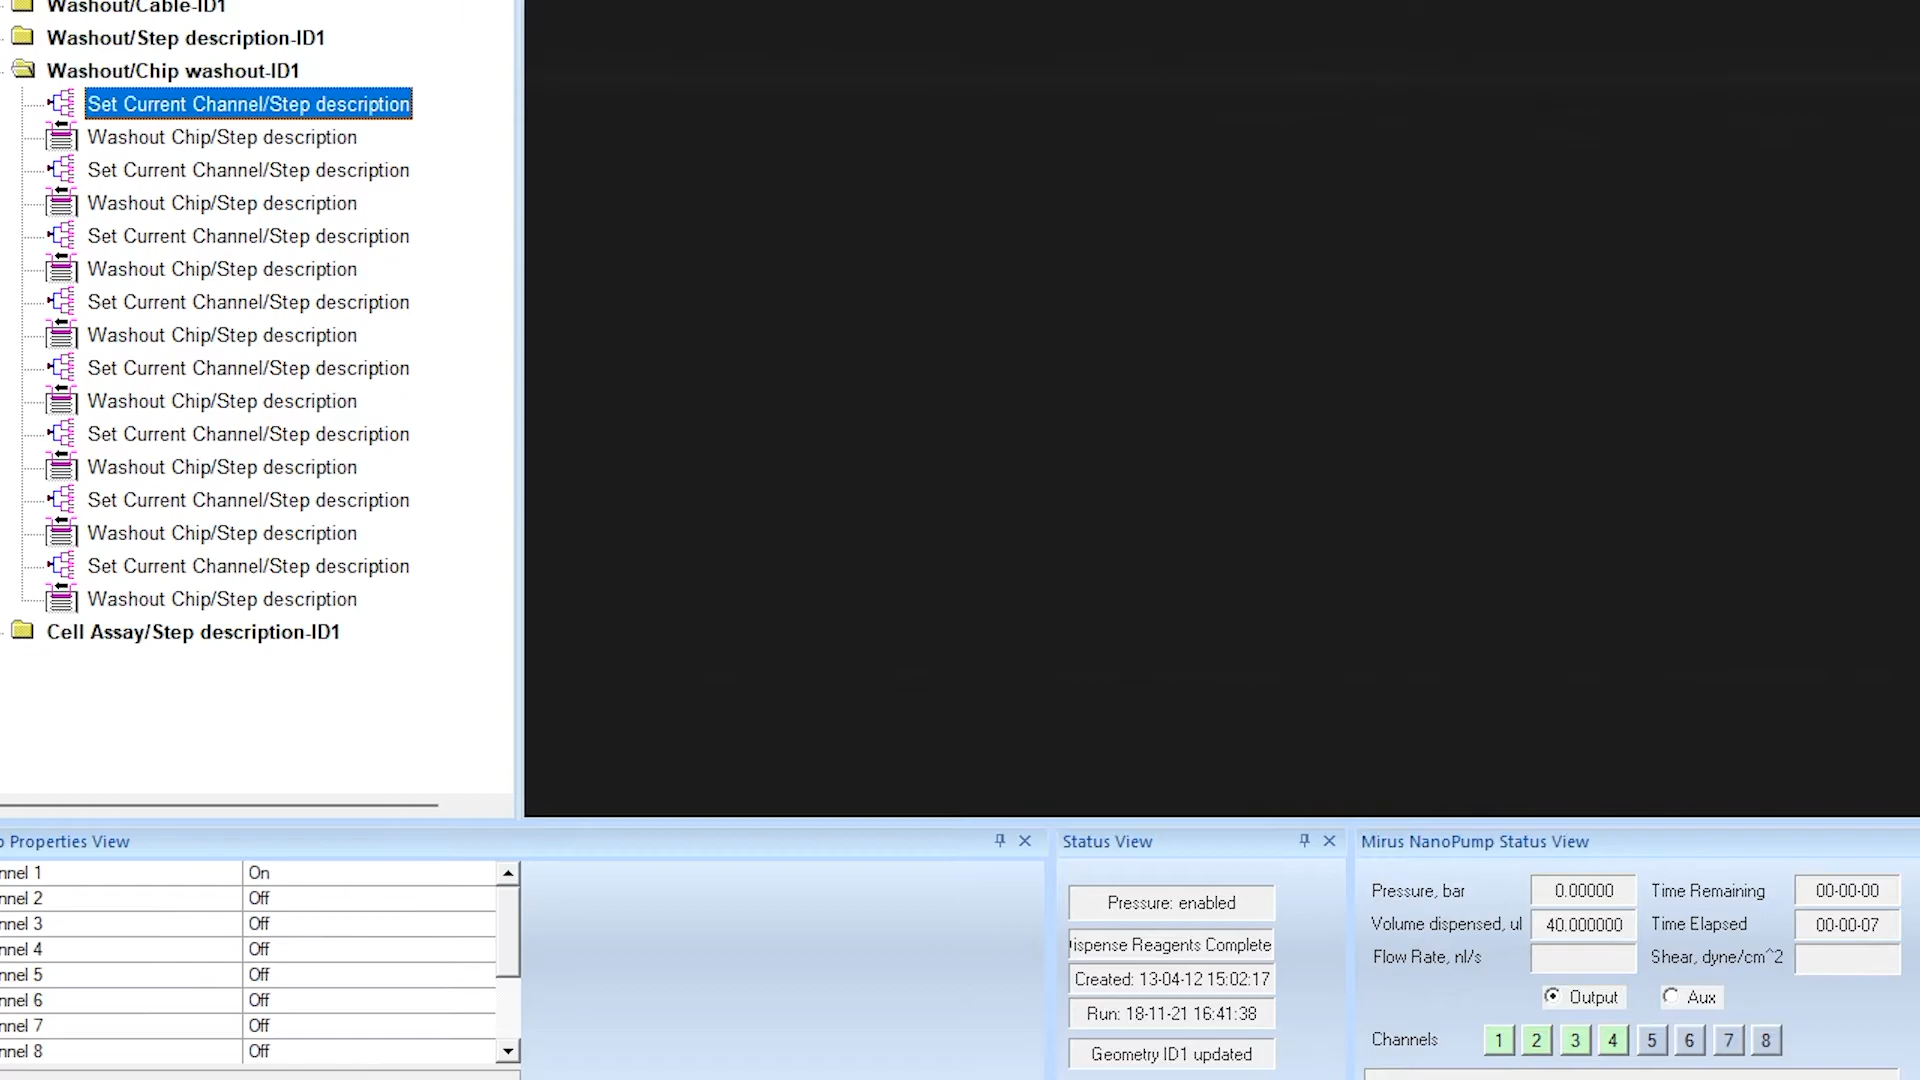 Washout/Cable-ID1
Washout/Step description-ID1
Washout/Chip washout-ID1
Set Current Channel/Step description
Washout Chip/Step description
Set Current Channel/Step description
Washout Chip/Step description
Set Current Channel/Step description
Washout Chip/Step description
Set Current Channel/Step description
Washout Chip/Step description
Set Current Channel/Step description
Washout Chip/Step description
Set Current Channel/Step description
Washout Chip/Step description
Set Current Channel/Step description
Washout Chip/Step description
Set Current Channel/Step description
Washout Chip/Step description
Cell Assay/Step description-ID1
Properties View
nnel 1 On
nnel 2 Off
nnel 3 Off
nnel 4 Off
nnel 5 Off
nnel 6 Off
nnel 7 Off
nnel 8 Off
Status View
Pressure: enabled
ispense Reagents Complete
Created: 13-04-12 15:02:17
Run: 18-11-21 16:41:38
Geometry ID1 updated
Mirus NanoPump Status View
Pressure, bar 0.00000 Time Remaining 00-00-00
Volume dispensed, ul 40.000000 Time Elapsed 00-00-07
Flow Rate, nl/s Shear, dyne/cm^2
Output Aux
Channels 1 2 3 4 5 6 7 8